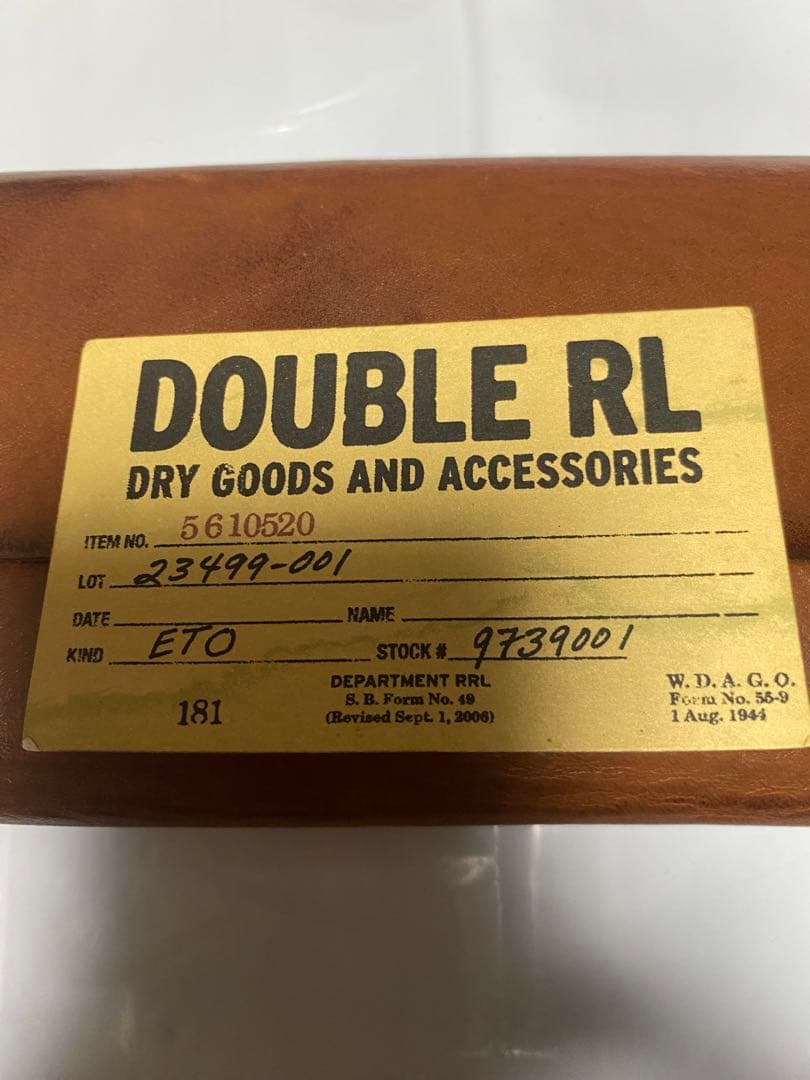 DOUBLE RL
DRY GOODS AND ACCESSORIES
ITEM NO. 5610520
LOT 23499-001
DATE NAME
KIND ETO STOCK # 9739001
181
DEPARTMENT RRL
S. B. Form No. 49
(Revised Sept. 1, 2006)
W. D. A. G. O.
Form No. 55-9
1 Aug. 1944